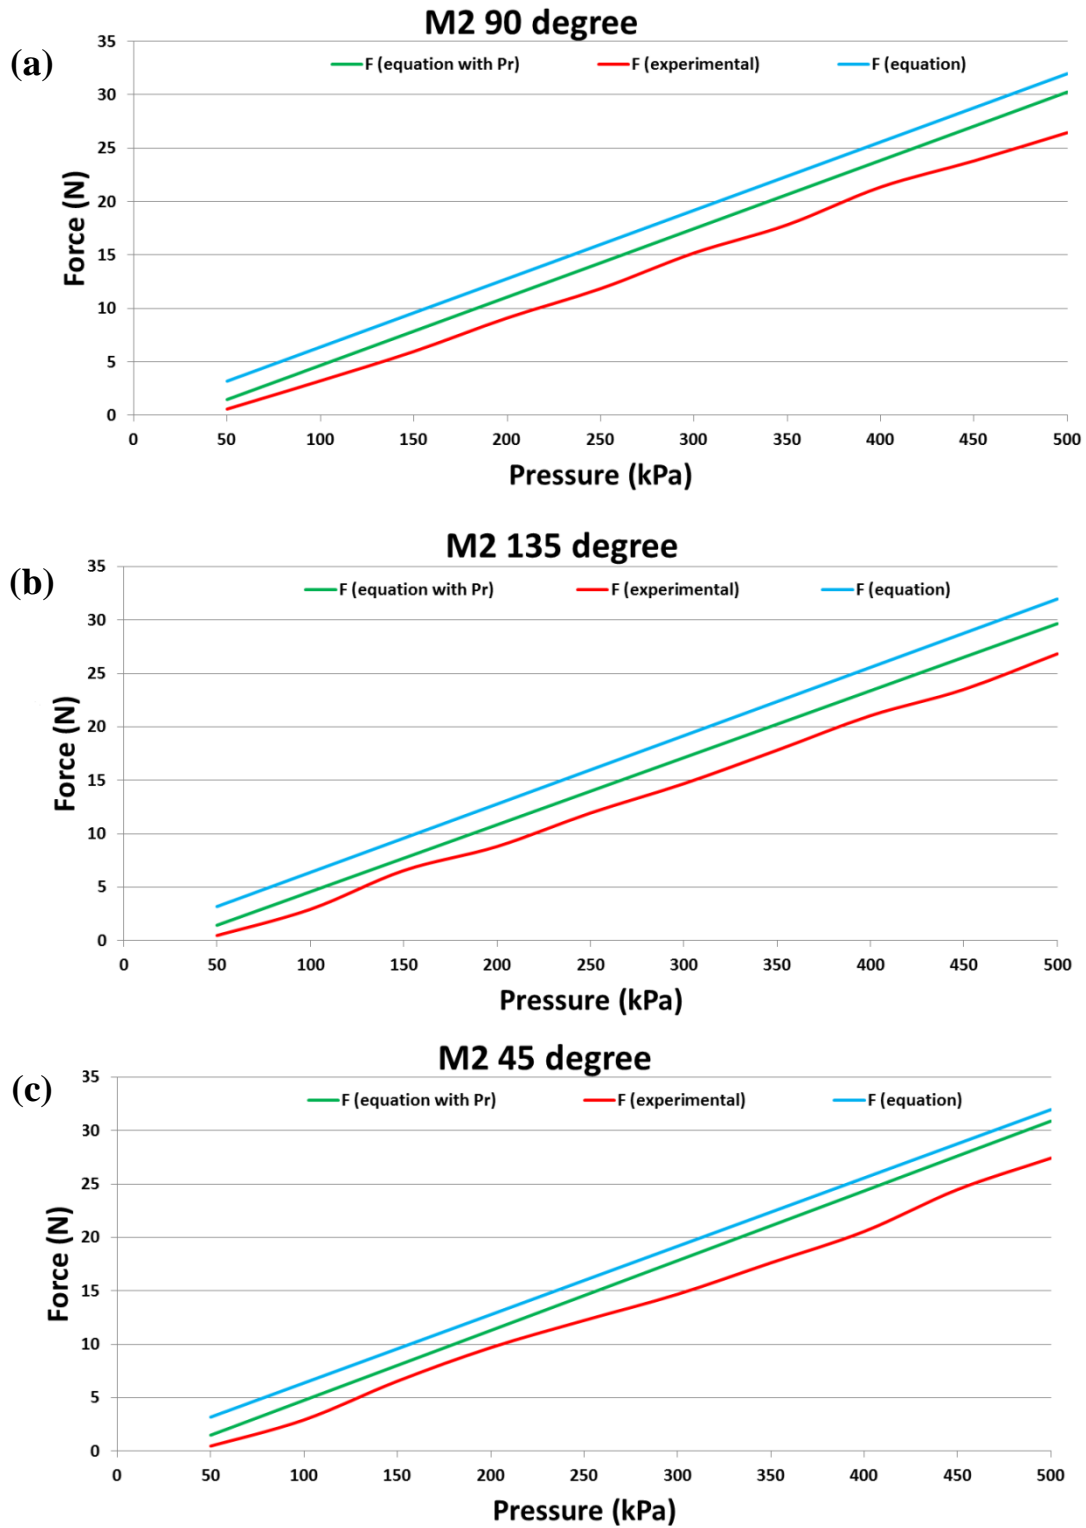 M2 90 degree
(a)
F (equation with Pr) F (experimental) F (equation)
35
30
25
20
15
10
5
0
Force (N)
0 50 100 150 200 250 300 350 400 450 500
Pressure (kPa)
M2 135 degree
(b)
F (equation with Pr) F (experimental) F (equation)
35
30
25
20
15
10
5
0
Force (N)
0 50 100 150 200 250 300 350 400 450 500
Pressure (kPa)
M2 45 degree
(c)
F (equation with Pr) F (experimental) F (equation)
35
30
25
20
15
10
5
0
Force (N)
0 50 100 150 200 250 300 350 400 450 500
Pressure (kPa)